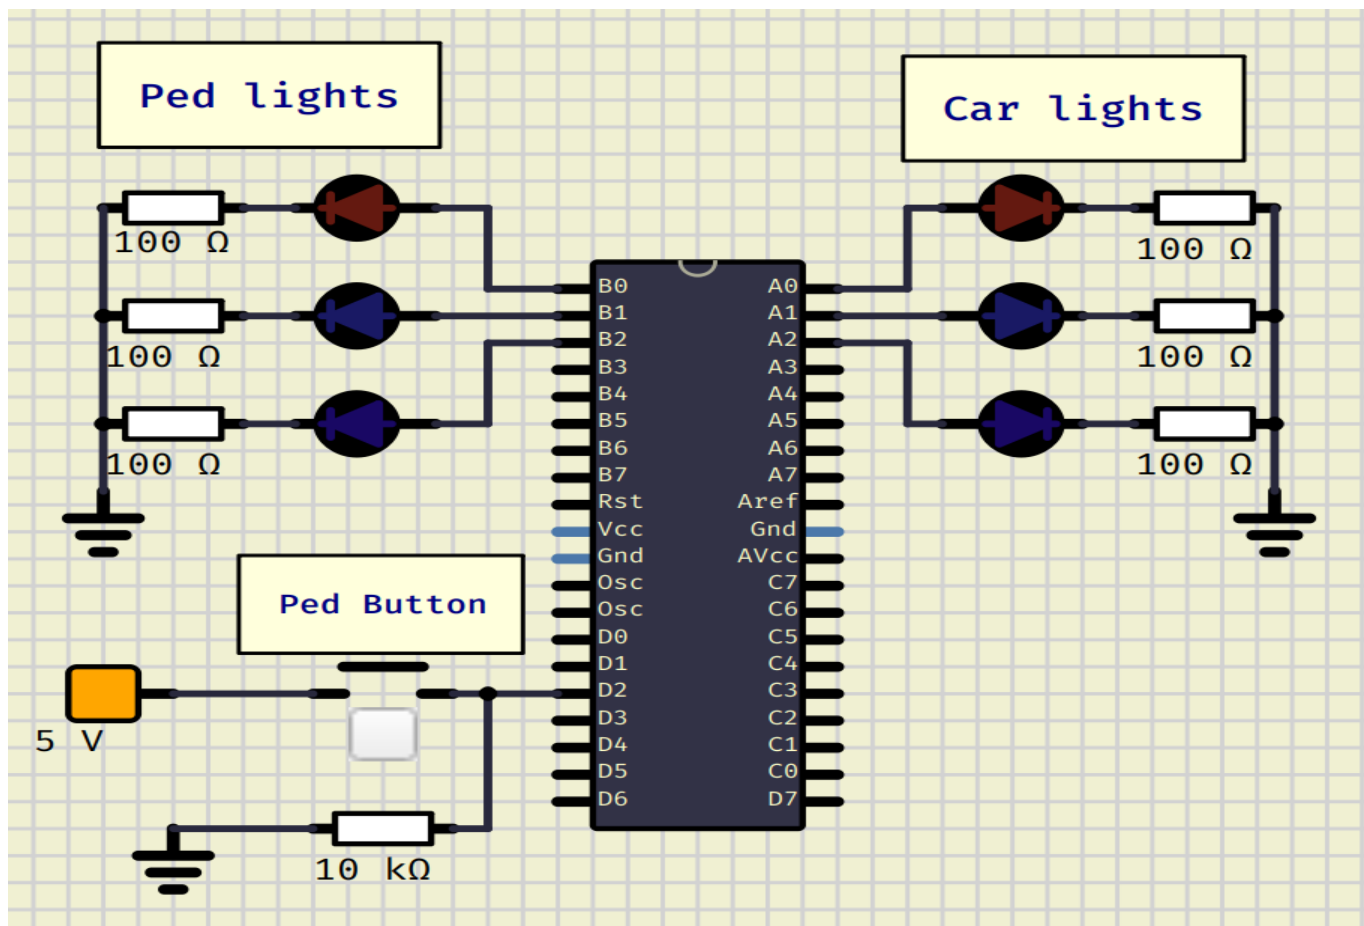 Ped lights
Car lights
100 Ω
100 Ω
100 Ω
100 Ω
100 Ω
100 Ω
B0 A0
B1 A1
B2 A2
B3 A3
B4 A4
B5 A5
B6 A6
B7 A7
Rst Aref
Vcc Gnd
Gnd AVcc
Osc C7
Osc C6
D0 C5
D1 C4
D2 C3
D3 C2
D4 C1
D5 C0
D6 D7
Ped Button
5 V
10 kΩ